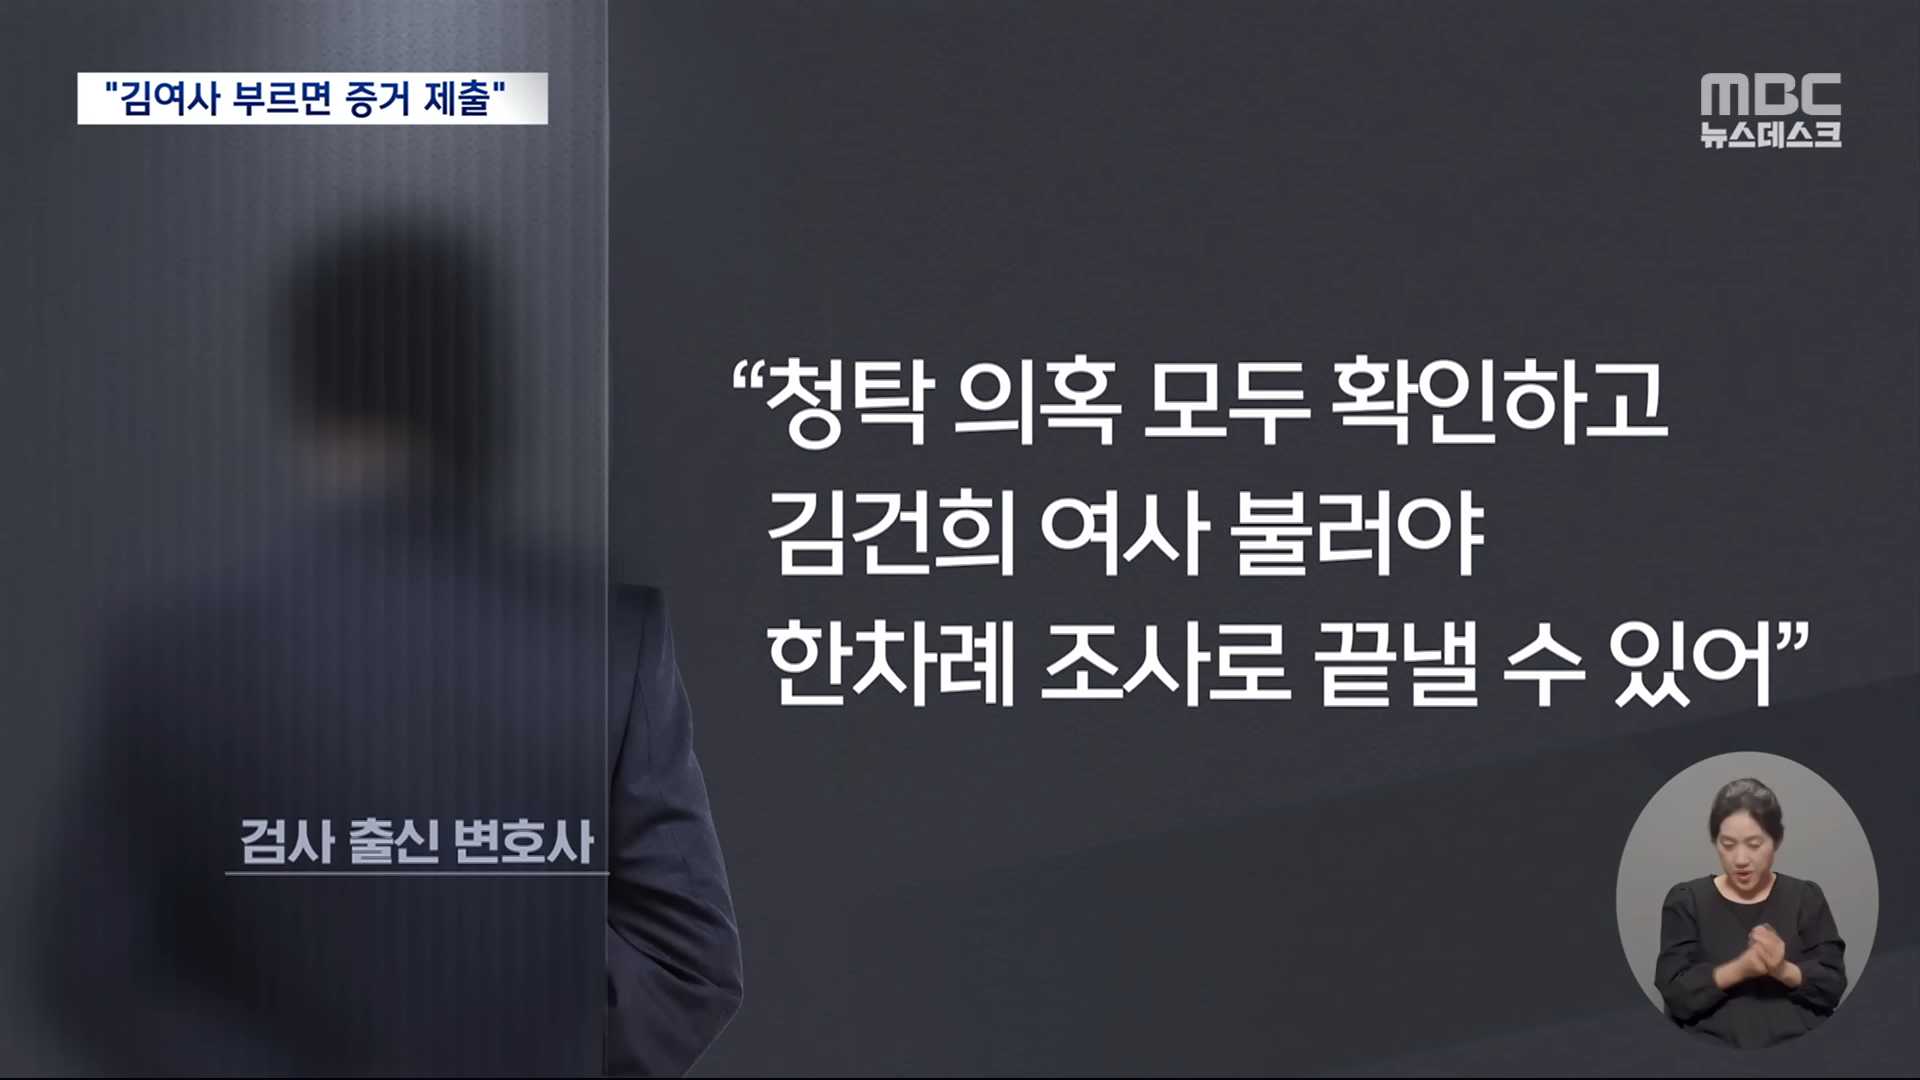 "김여사 부르면 증거 제출"
MBC
뉴스데스크
“청탁 의혹 모두 확인하고
김건희 여사 불러야
한차례 조사로 끝낼 수 있어”
검사 출신 변호사